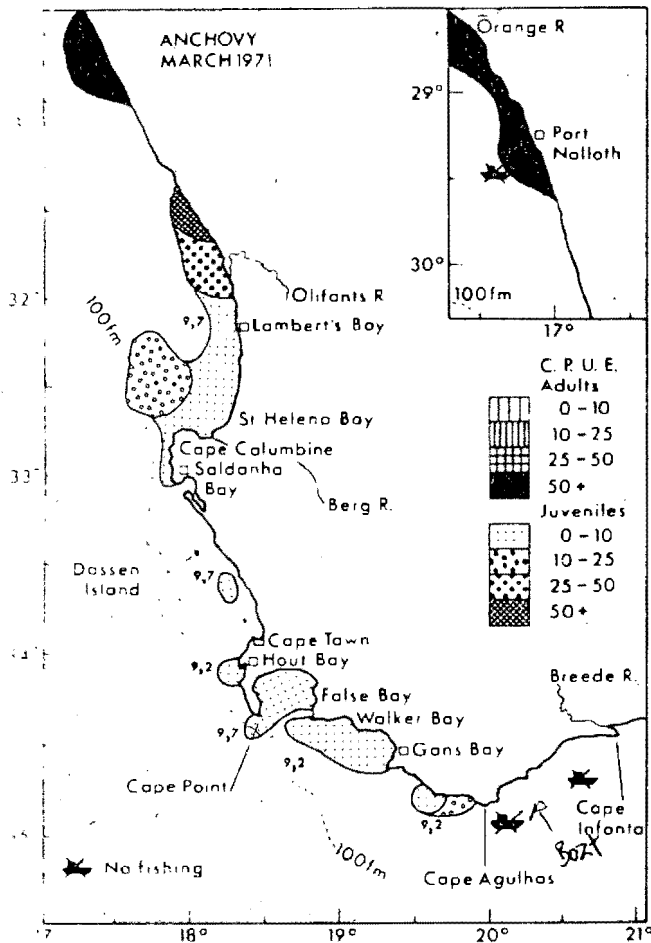 ANCHOVY
MARCH 1971
Orange R
29°
Port
Nolloth
30°
100fm
17°
Olifants R
32°
100fm
9,7
Lambert's Bay
C. P. U. E.
Adults
0 - 10
10 - 25
25 - 50
50 +
Juveniles
0 - 10
10 - 25
25 - 50
50 +
St Helena Bay
Cape Columbine
33°
Saldanha
Bay
Berg R.
Dassen
Island
9,7
Cape Town
9,2
Hout Bay
Breede R.
False Bay
Walker Bay
9,7
9,2
Gans Bay
Cape Point
9,2
Cape
Infanta
100fm
No fishing
Cape Agulhas
18°
19°
20°
21°